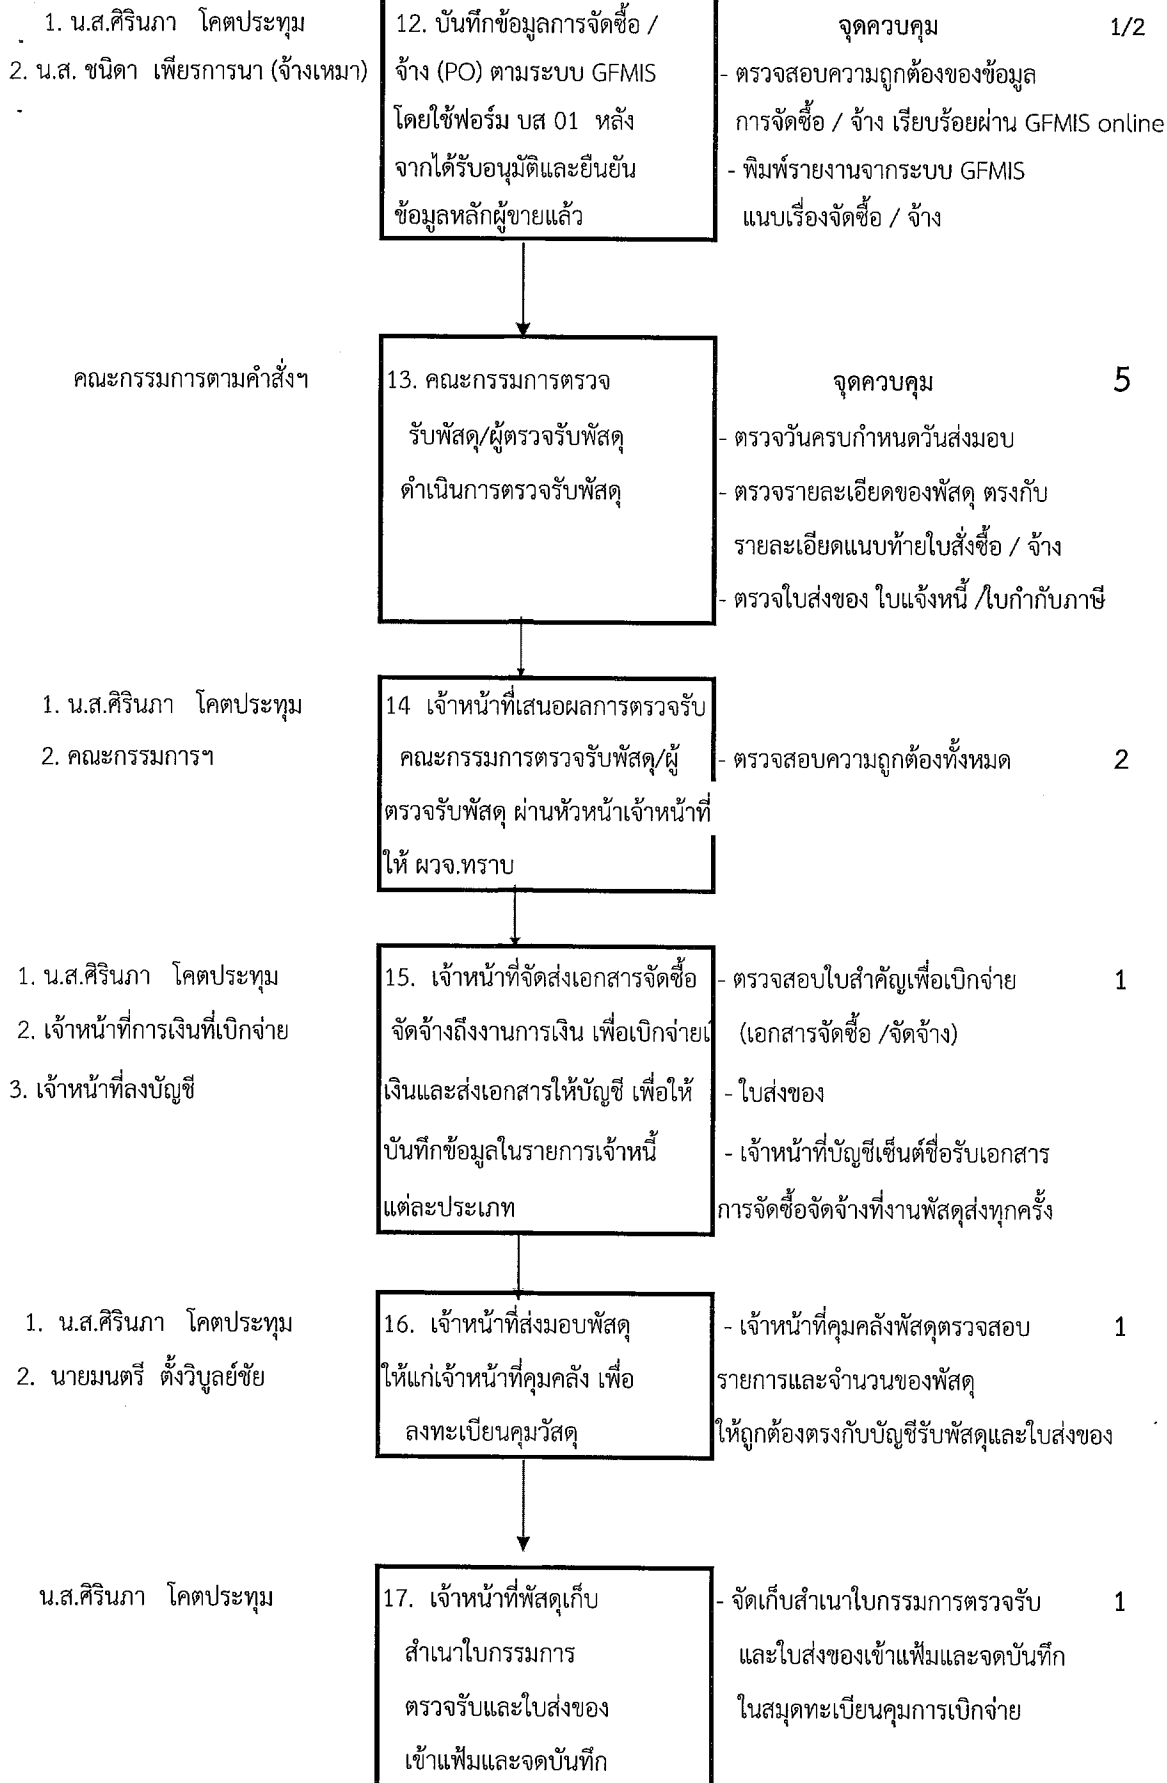 1. น.ส.ศิรินภา โคตประทุม
2. น.ส. ชนิดา เพียรการนา (จ้างเหมา)
12. บันทึกข้อมูลการจัดซื้อ /
จ้าง (PO) ตามระบบ GFMIS
โดยใช้ฟอร์ม บส 01 หลัง
จากได้รับอนุมัติและยืนยัน
ข้อมูลหลักผู้ขายแล้ว
จุดควบคุม 1/2
- ตรวจสอบความถูกต้องของข้อมูล
การจัดซื้อ / จ้าง เรียบร้อยผ่าน GFMIS online
- พิมพ์รายงานจากระบบ GFMIS
แนบเรื่องจัดซื้อ / จ้าง
คณะกรรมการตามคำสั่งฯ
13. คณะกรรมการตรวจ
รับพัสดุ/ผู้ตรวจรับพัสดุ
ดำเนินการตรวจรับพัสดุ
จุดควบคุม 5
- ตรวจวันครบกำหนดวันส่งมอบ
- ตรวจรายละเอียดของพัสดุ ตรงกับ
รายละเอียดแนบท้ายใบสั่งซื้อ / จ้าง
- ตรวจใบส่งของ ใบแจ้งหนี้ /ใบกำกับภาษี
1. น.ส.ศิรินภา โคตประทุม
2. คณะกรรมการฯ
14 เจ้าหน้าที่เสนอผลการตรวจรับ
คณะกรรมการตรวจรับพัสดุ/ผู้
ตรวจรับพัสดุ ผ่านหัวหน้าเจ้าหน้าที่
ให้ ผวจ.ทราบ
- ตรวจสอบความถูกต้องทั้งหมด 2
1. น.ส.ศิรินภา โคตประทุม
2. เจ้าหน้าที่การเงินที่เบิกจ่าย
3. เจ้าหน้าที่ลงบัญชี
15. เจ้าหน้าที่จัดส่งเอกสารจัดซื้อ
จัดจ้างถึงงานการเงิน เพื่อเบิกจ่ายเ
เงินและส่งเอกสารให้บัญชี เพื่อให้
บันทึกข้อมูลในรายการเจ้าหนี้
แต่ละประเภท
- ตรวจสอบใบสำคัญเพื่อเบิกจ่าย 1
(เอกสารจัดซื้อ /จัดจ้าง)
- ใบส่งของ
- เจ้าหน้าที่บัญชีเซ็นต์ชื่อรับเอกสาร
การจัดซื้อจัดจ้างที่งานพัสดุส่งทุกครั้ง
1. น.ส.ศิรินภา โคตประทุม
2. นายมนตรี ตั้งวิบูลย์ชัย
16. เจ้าหน้าที่ส่งมอบพัสดุ
ให้แก่เจ้าหน้าที่คุมคลัง เพื่อ
ลงทะเบียนคุมวัสดุ
- เจ้าหน้าที่คุมคลังพัสดุตรวจสอบ 1
รายการและจำนวนของพัสดุ
ให้ถูกต้องตรงกับบัญชีรับพัสดุและใบส่งของ
น.ส.ศิรินภา โคตประทุม
17. เจ้าหน้าที่พัสดุเก็บ
สำเนาใบกรรมการ
ตรวจรับและใบส่งของ
เข้าแฟ้มและจดบันทึก
- จัดเก็บสำเนาใบกรรมการตรวจรับ 1
และใบส่งของเข้าแฟ้มและจดบันทึก
ในสมุดทะเบียนคุมการเบิกจ่าย